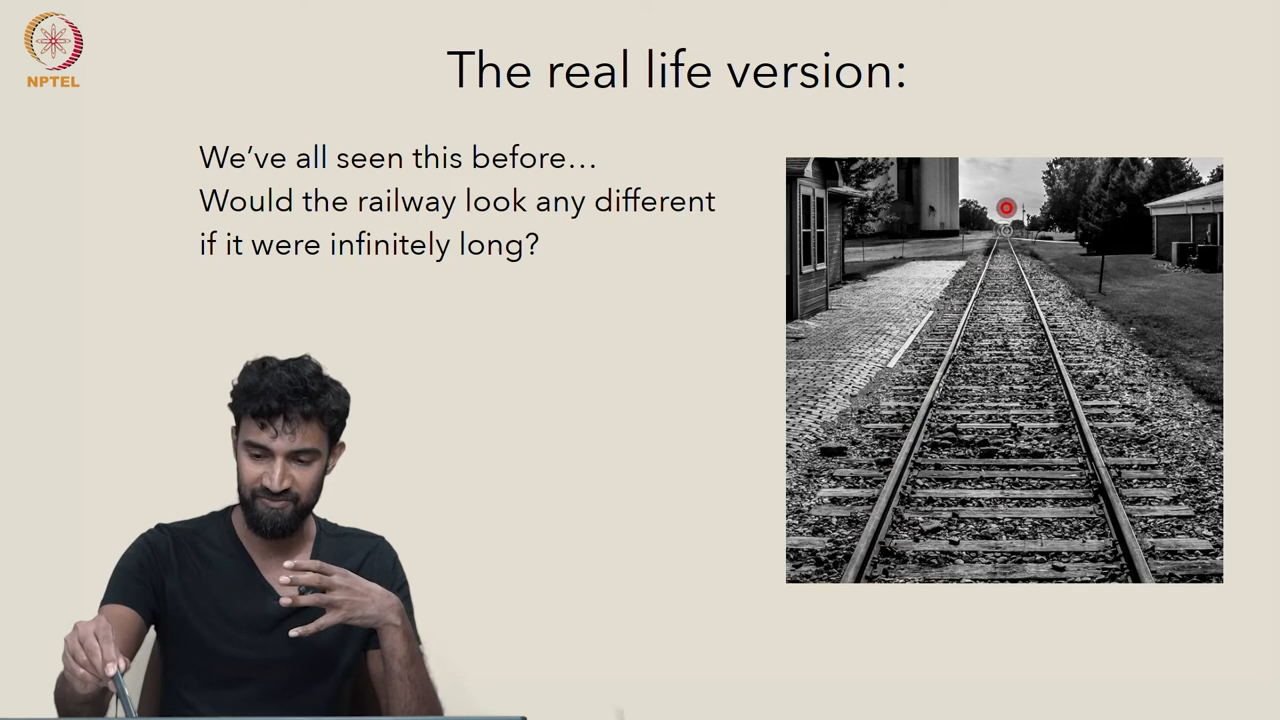 NPTEL
The real life version:
We've all seen this before…
Would the railway look any different
if it were infinitely long?